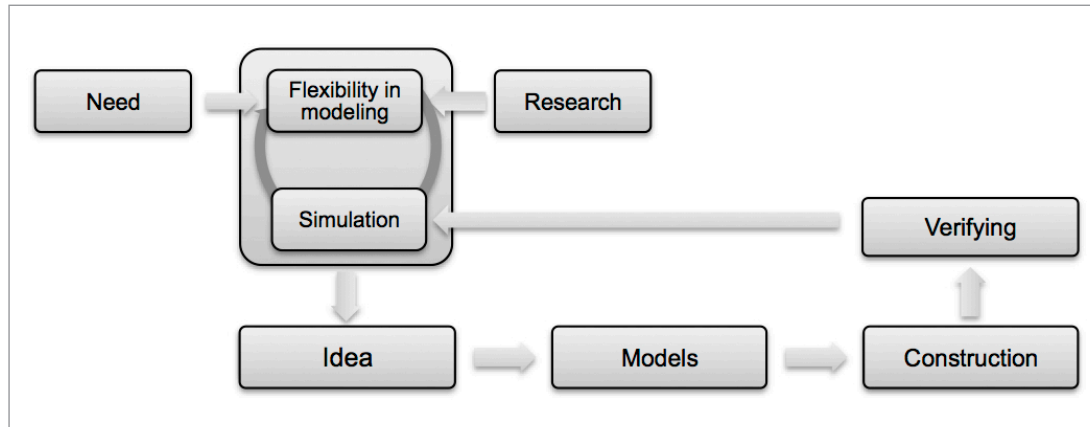 Need
Flexibility in
modeling
Research
Simulation
Verifying
Idea
Models
Construction